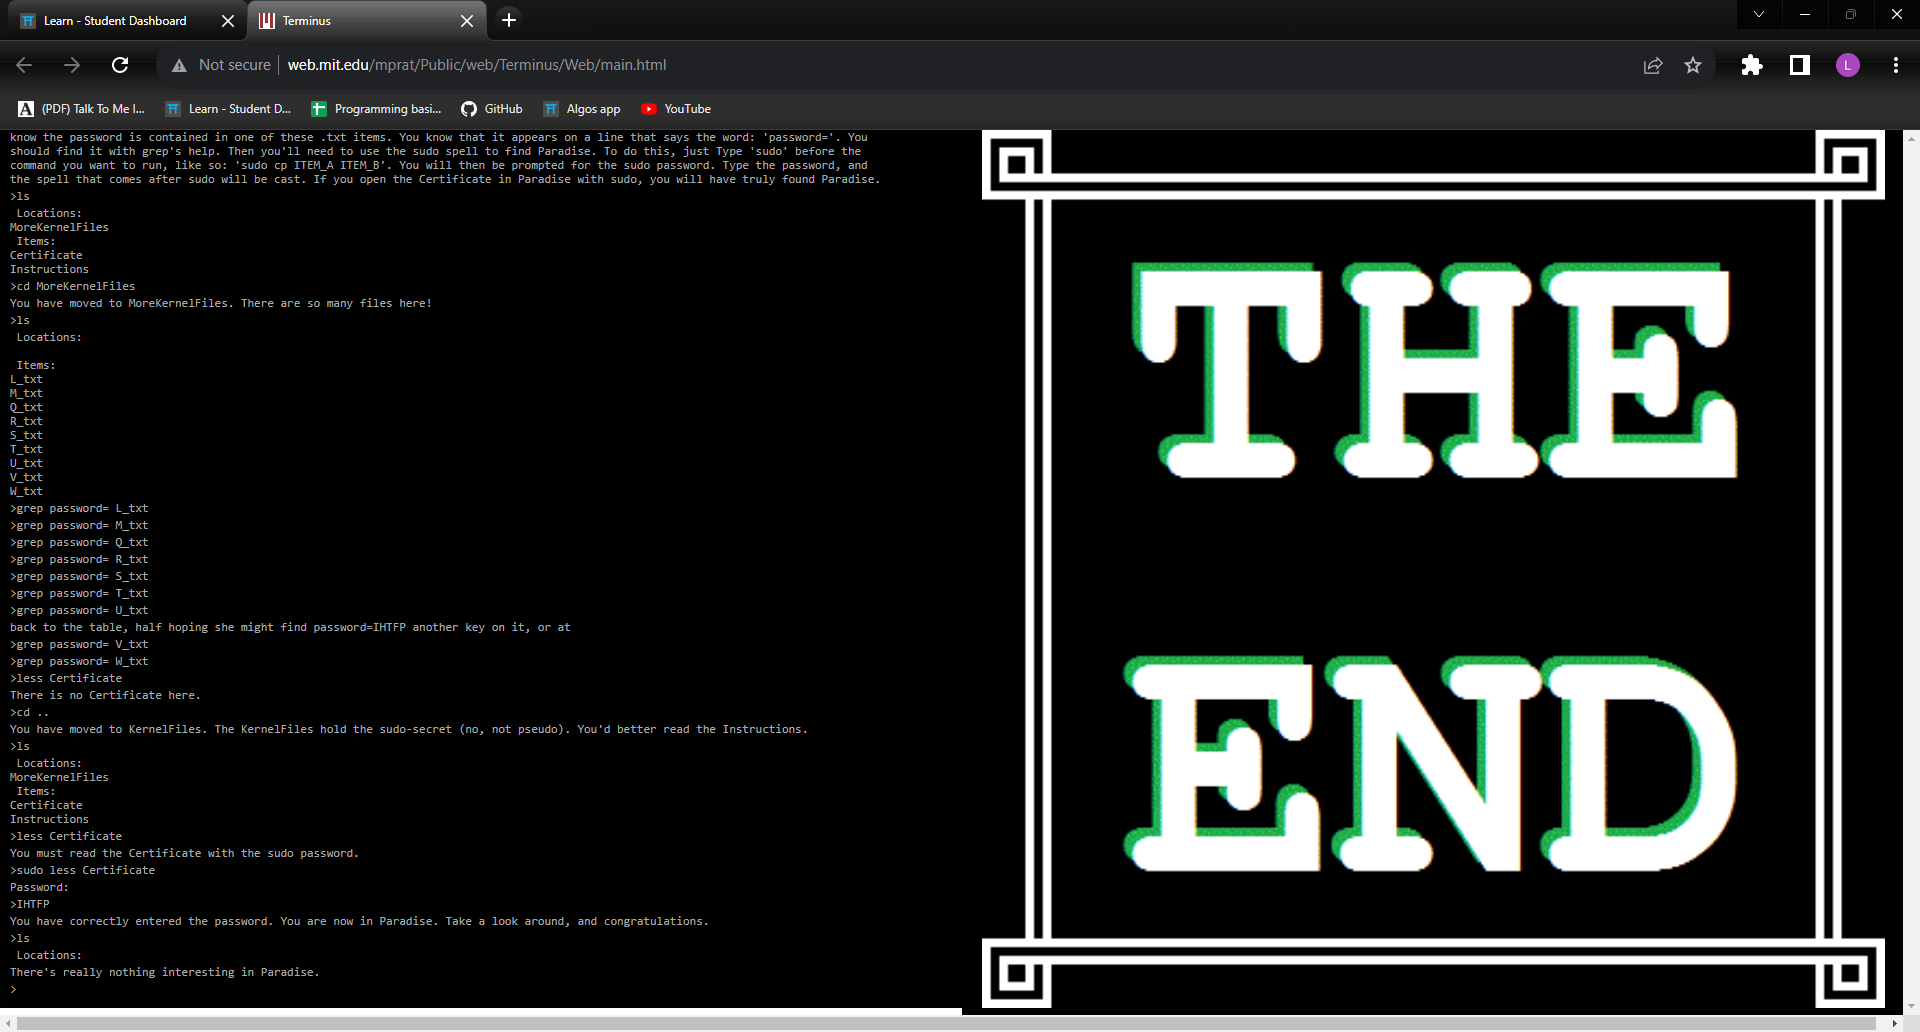 Learn - Student Dashboard
Terminus
Not secure
web.mit.edu/mprat/Public/web/Terminus/Web/main.html
L
(PDF) Talk To Me I...
Learn - Student D...
Programming basi...
GitHub
Algos app
YouTube
know the password is contained in one of these .txt items. You know that it appears on a line that says the word: 'password='. You
should find it with grep's help. Then you'll need to use the sudo spell to find Paradise. To do this, just Type 'sudo' before the
command you want to run, like so: 'sudo cp ITEM_A ITEM_B'. You will then be prompted for the sudo password. Type the password, and
the spell that comes after sudo will be cast. If you open the Certificate in Paradise with sudo, you will have truly found Paradise.
>ls
Locations:
MoreKernelFiles
Items:
Certificate
Instructions
>cd MoreKernelFiles
You have moved to MoreKernelFiles. There are so many files here!
>ls
Locations:
Items:
L_txt
M_txt
Q_txt
R_txt
S_txt
T_txt
U_txt
V_txt
W_txt
>grep password= L_txt
>grep password= M_txt
>grep password= Q_txt
>grep password= R_txt
>grep password= S_txt
>grep password= T_txt
>grep password= U_txt
back to the table, half hoping she might find password=IHTFP another key on it, or at
>grep password= V_txt
>grep password= W_txt
>less Certificate
There is no Certificate here.
>cd ..
You have moved to KernelFiles. The KernelFiles hold the sudo-secret (no, not pseudo). You'd better read the Instructions.
>ls
Locations:
MoreKernelFiles
Items:
Certificate
Instructions
>less Certificate
You must read the Certificate with the sudo password.
>sudo less Certificate
Password:
>IHTFP
You have correctly entered the password. You are now in Paradise. Take a look around, and congratulations.
>ls
Locations:
There's really nothing interesting in Paradise.
>
THE
END